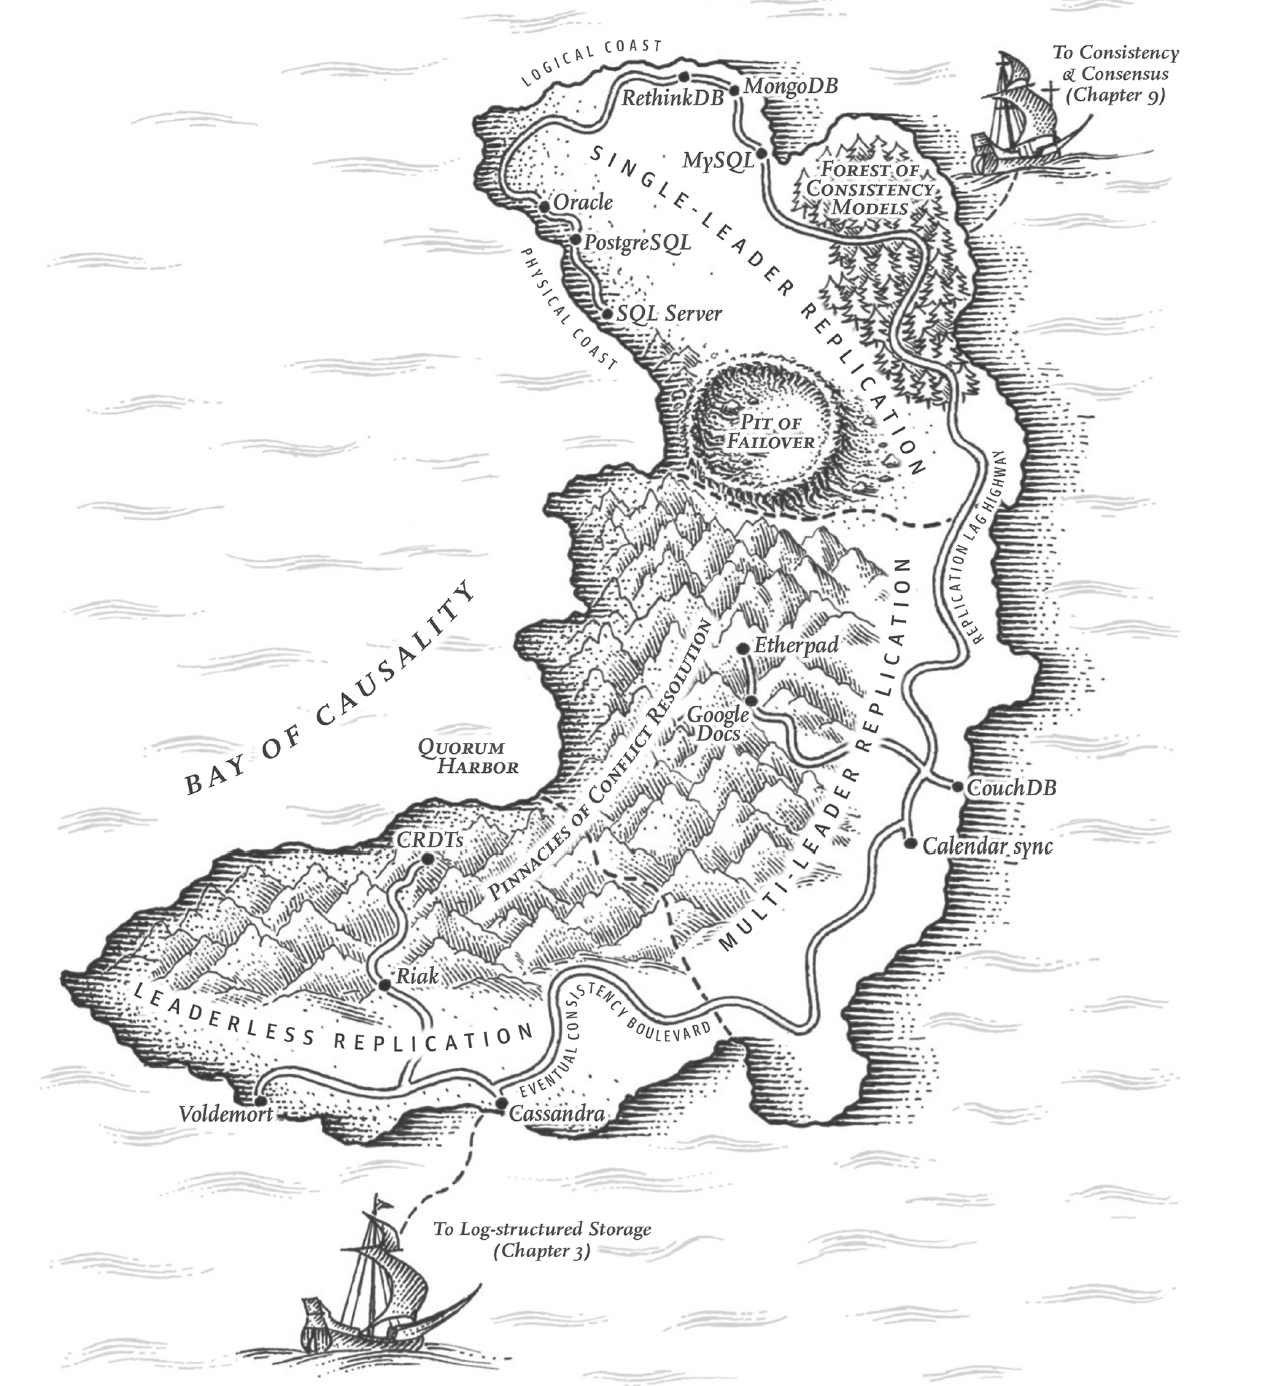 LOGICAL COAST
To Consistency
& Consensus
(Chapter 9)
RethinkDB
MongoDB
MySQL
SINGLE-LEADER REPLICATION
FOREST OF
CONSISTENCY
MODELS
Oracle
PostgreSQL
PHYSICAL COAST
SQL Server
PIT OF
FAILOVER
REPLICATION LAG HIGHWAY
BAY OF CAUSALITY
Etherpad
PINNACLES OF CONFLICT RESOLUTION
MULTI-LEADER REPLICATION
Google
Docs
QUORUM
HARBOR
CouchDB
CRDTs
Calendar sync
Riak
LEADERLESS REPLICATION
EVENTUAL CONSISTENCY BOULEVARD
Voldemort
Cassandra
To Log-structured Storage
(Chapter 3)